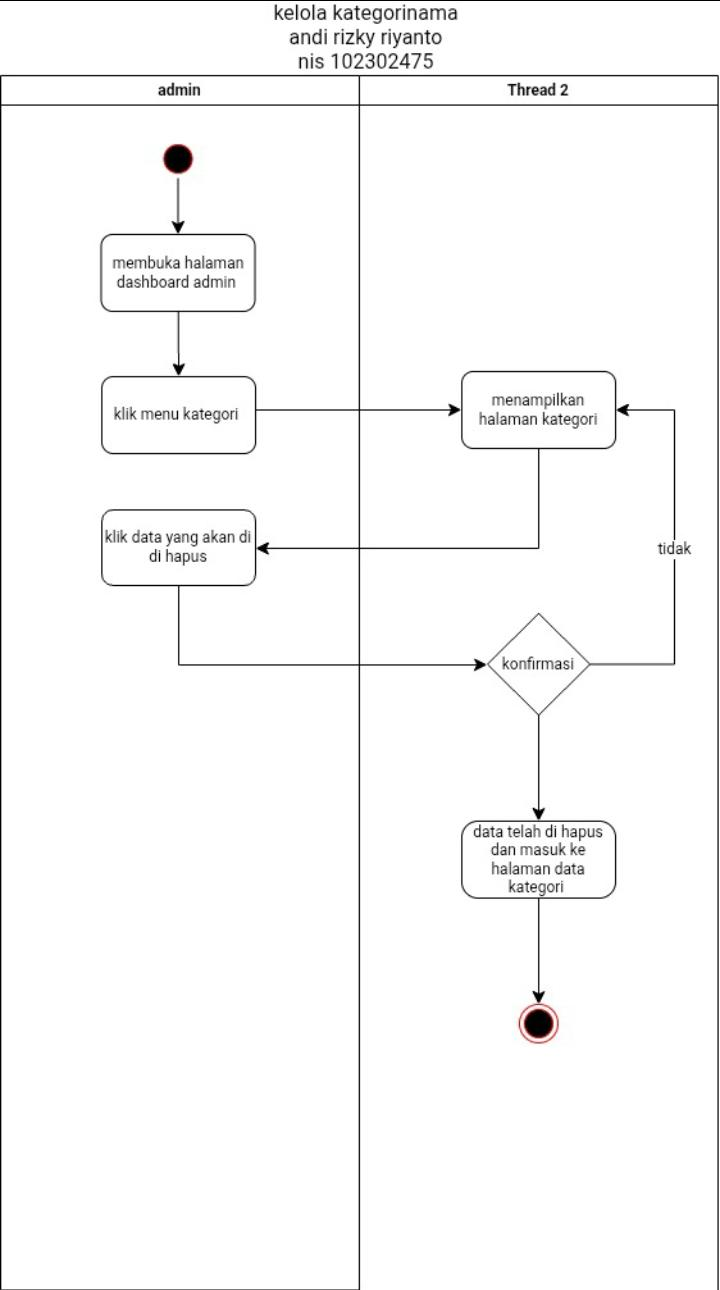 kelola kategorinama
andi rizky riyanto
nis 102302475
admin
Thread 2
membuka halaman
dashboard admin
klik menu kategori
menampilkan
halaman kategori
klik data yang akan di
di hapus
tidak
konfirmasi
data telah di hapus
dan masuk ke
halaman data
kategori